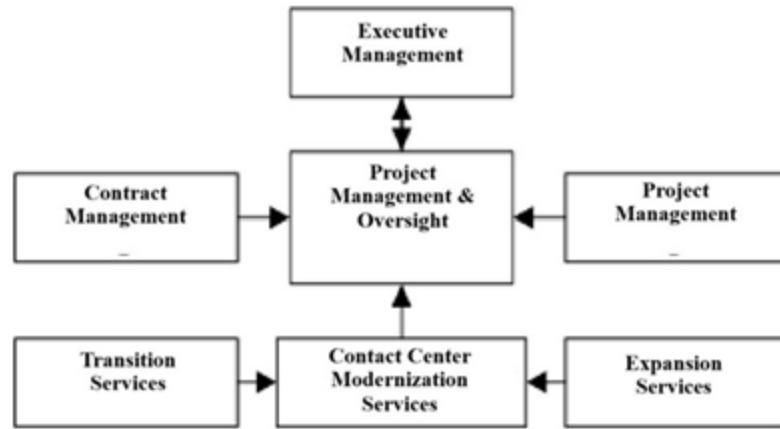 Executive
Management
Contract
Management
–
Project
Management &
Oversight
Project
Management
–
Transition
Services
Contact Center
Modernization
Services
Expansion
Services